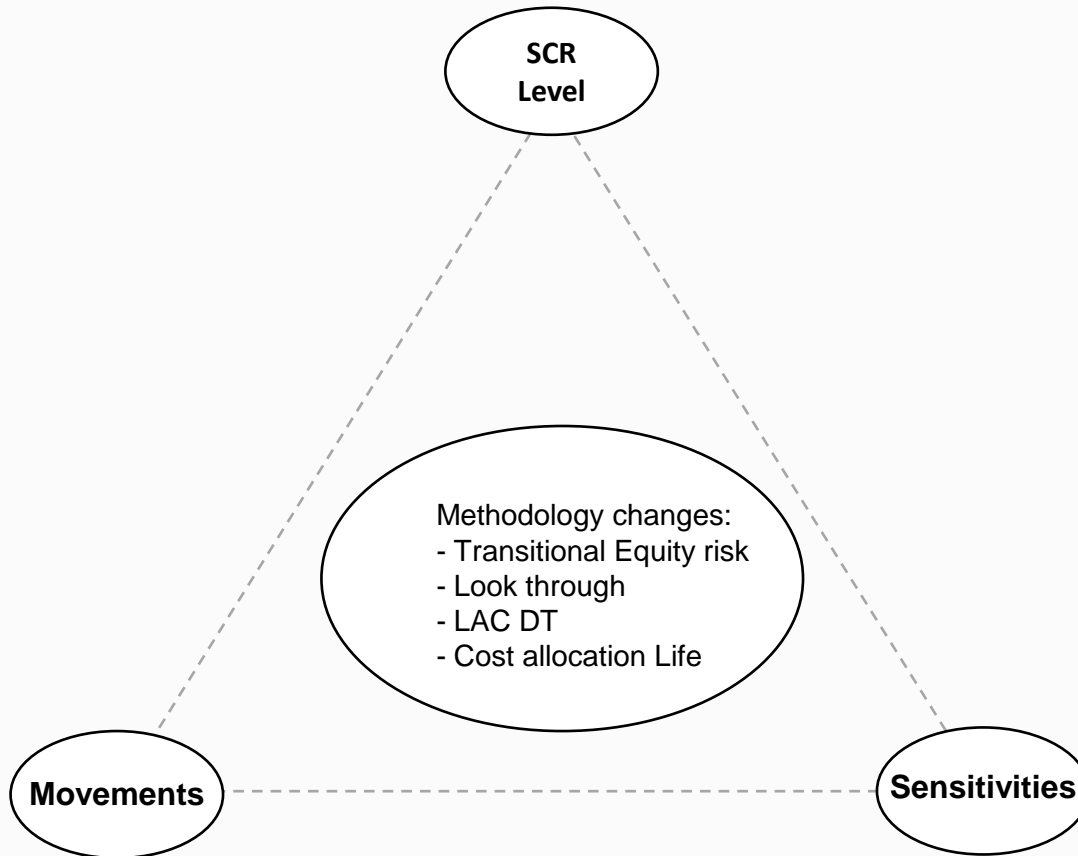 SCR
Level
Methodology changes:
- Transitional Equity risk
- Look through
- LAC DT
- Cost allocation Life
Movements
Sensitivities